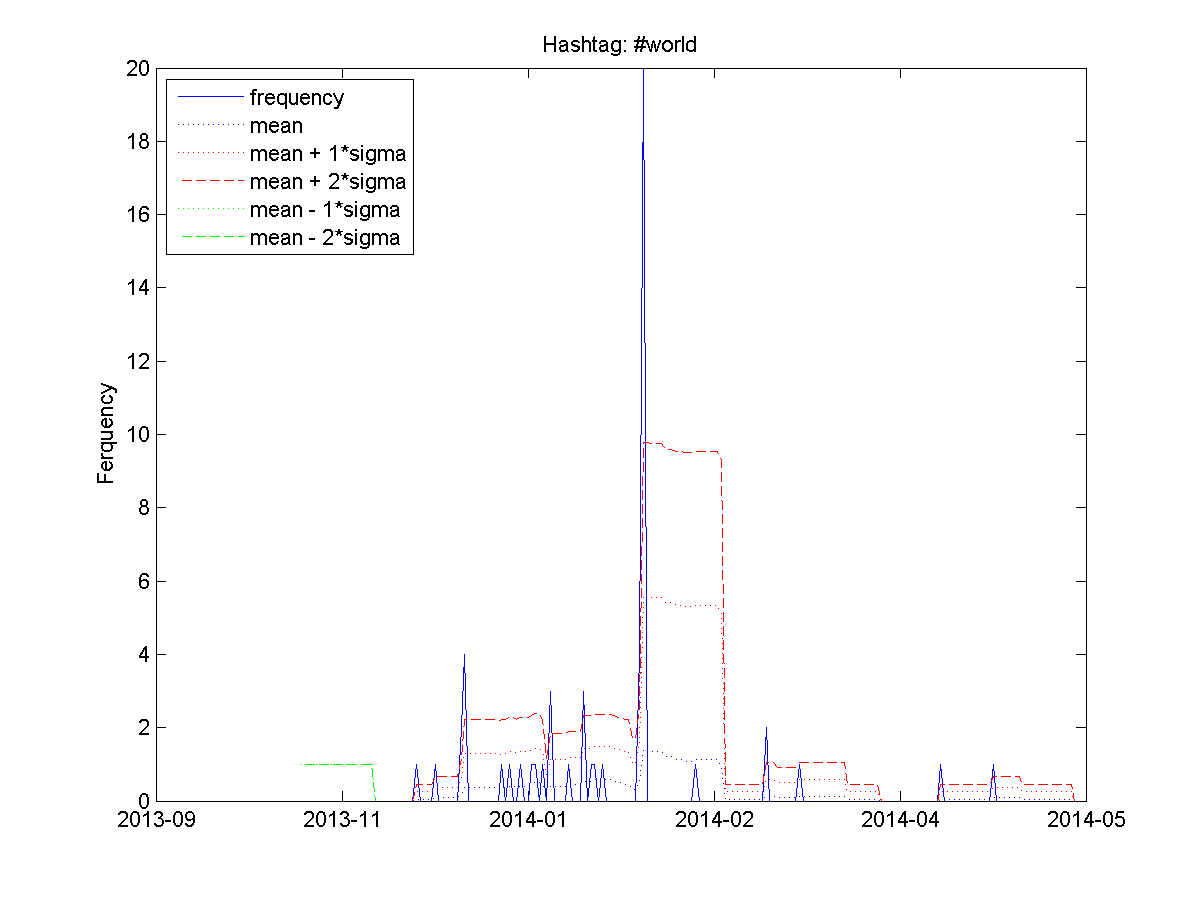 Hashtag: #world
20
18
16
14
12
10
8
6
4
2
0
Ferquency
frequency
mean
mean + 1*sigma
mean + 2*sigma
mean - 1*sigma
mean - 2*sigma
2013-09 2013-11 2014-01 2014-02 2014-04 2014-05